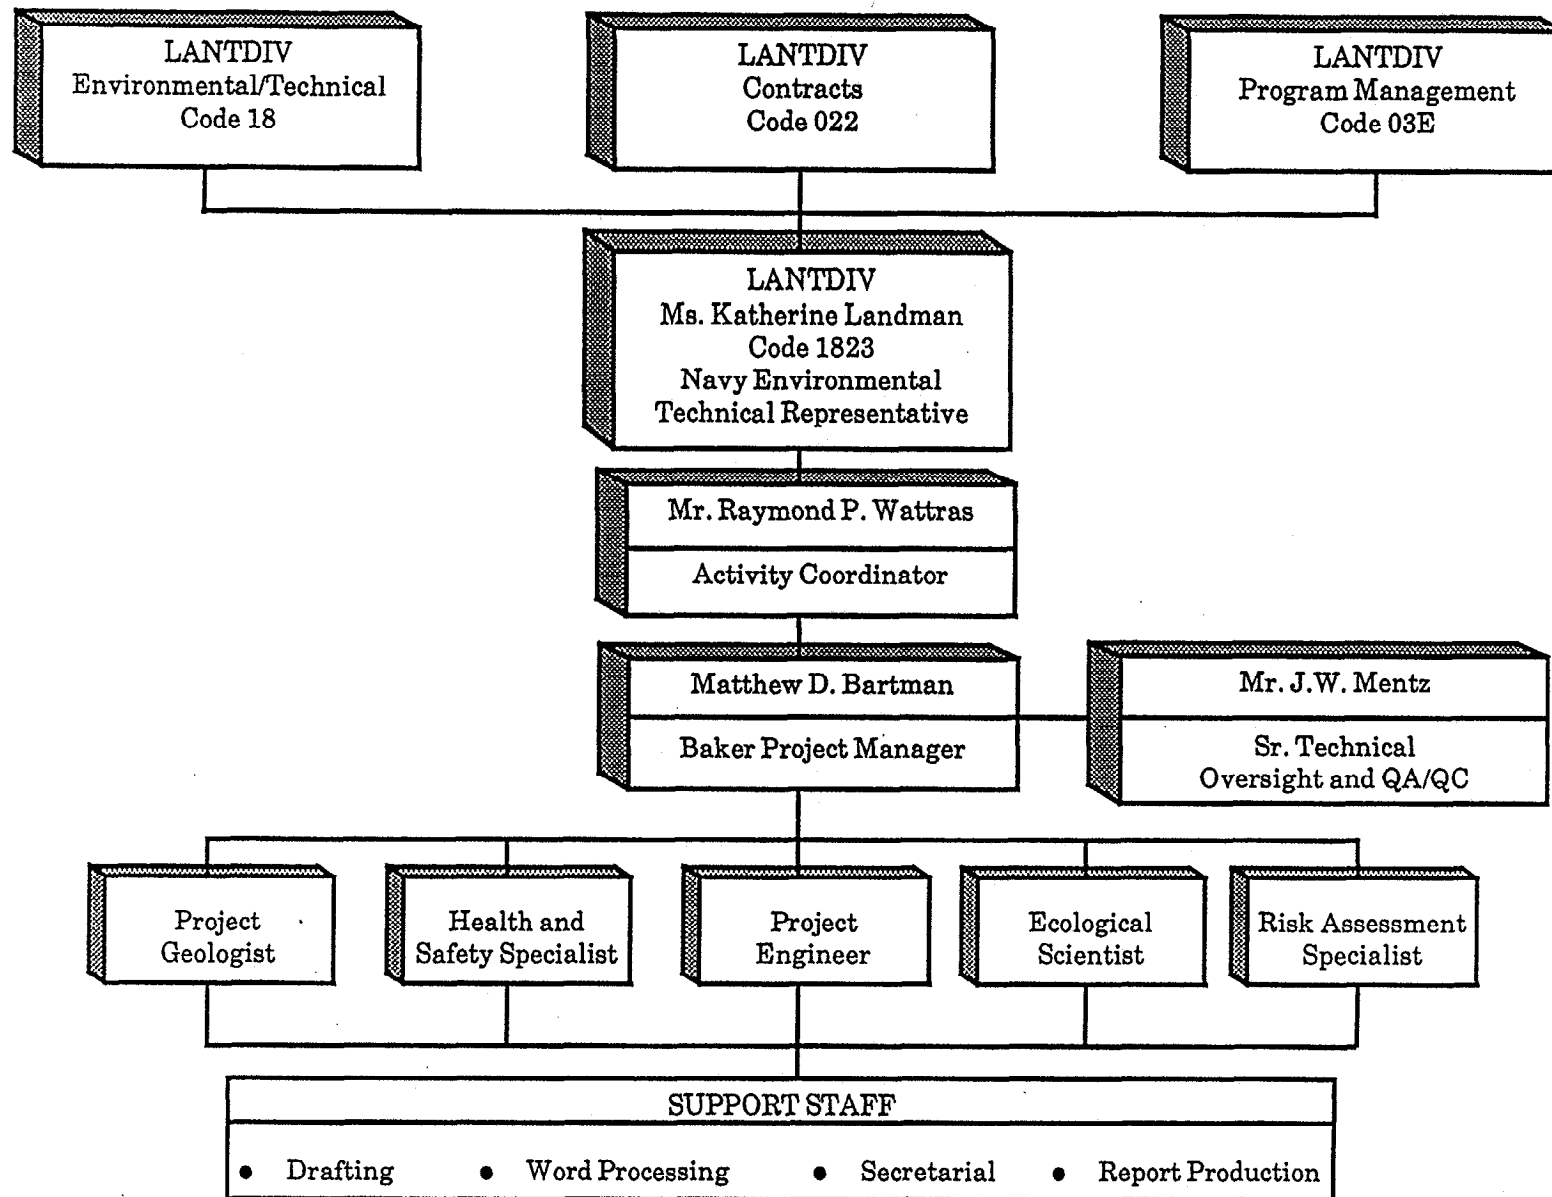 LANTDIV
Environmental/Technical
Code 18
LANTDIV
Contracts
Code 022
LANTDIV
Program Management
Code 03E
LANTDIV
Ms. Katherine Landman
Code 1823
Navy Environmental
Technical Representative
Mr. Raymond P. Wattras
Activity Coordinator
Matthew D. Bartman
Baker Project Manager
Mr. J.W. Mentz
Sr. Technical
Oversight and QA/QC
Project
Geologist
Health and
Safety Specialist
Project
Engineer
Ecological
Scientist
Risk Assessment
Specialist
SUPPORT STAFF
● Drafting ● Word Processing ● Secretarial ● Report Production